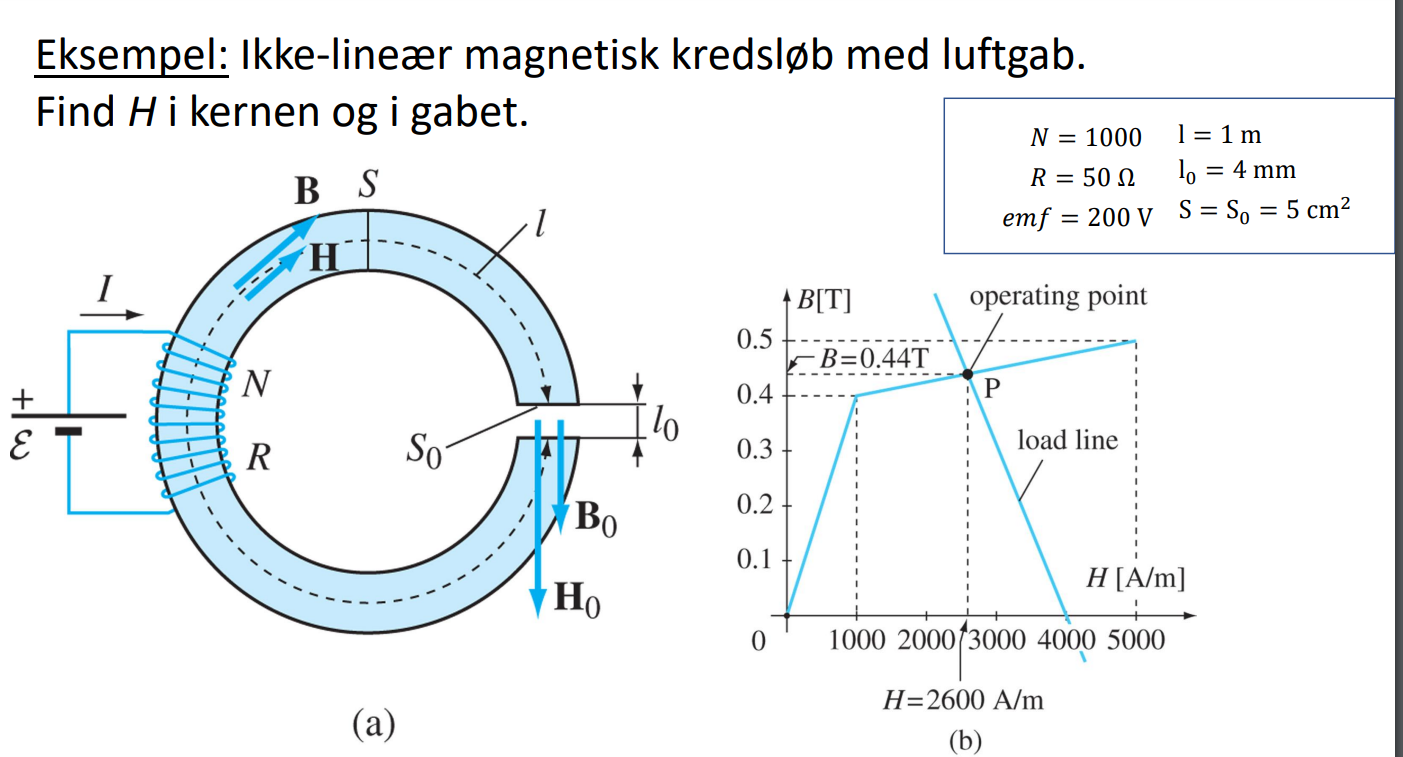 Eksempel: Ikke-lineær magnetisk kredsløb med luftgab.
Find H i kernen og i gabet.
N = 1000 l = 1 m
R = 50 Ω l₀ = 4 mm
emf = 200 V S = S₀ = 5 cm²
B S
l
H
I
N
+
ℰ
R
S₀
l₀
B₀
H₀
(a)
B[T] operating point
0.5
B=0.44T
0.4
P
0.3
load line
0.2
0.1
H [A/m]
0 1000 2000 3000 4000 5000
H=2600 A/m
(b)